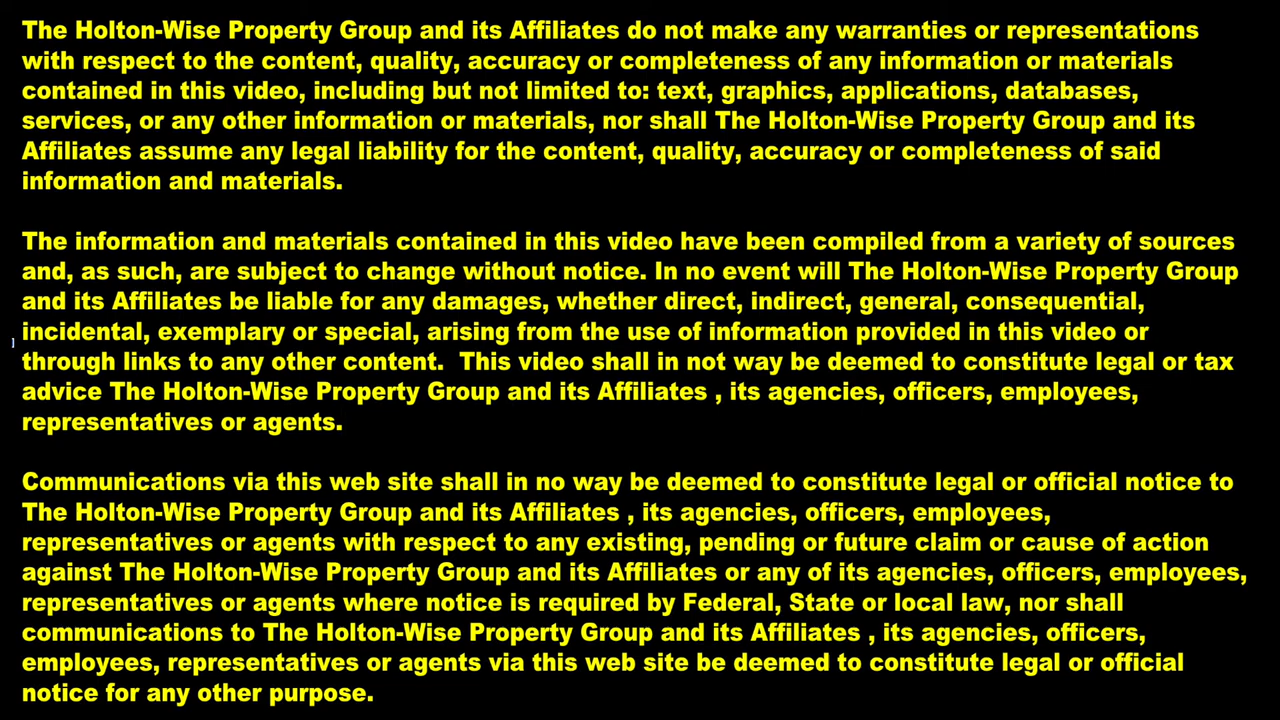 The Holton-Wise Property Group and its Affiliates do not make any warranties or representations
with respect to the content, quality, accuracy or completeness of any information or materials
contained in this video, including but not limited to: text, graphics, applications, databases,
services, or any other information or materials, nor shall The Holton-Wise Property Group and its
Affiliates assume any legal liability for the content, quality, accuracy or completeness of said
information and materials.

The information and materials contained in this video have been compiled from a variety of sources
and, as such, are subject to change without notice. In no event will The Holton-Wise Property Group
and its Affiliates be liable for any damages, whether direct, indirect, general, consequential,
incidental, exemplary or special, arising from the use of information provided in this video or
through links to any other content.  This video shall in not way be deemed to constitute legal or tax
advice The Holton-Wise Property Group and its Affiliates , its agencies, officers, employees,
representatives or agents.

Communications via this web site shall in no way be deemed to constitute legal or official notice to
The Holton-Wise Property Group and its Affiliates , its agencies, officers, employees,
representatives or agents with respect to any existing, pending or future claim or cause of action
against The Holton-Wise Property Group and its Affiliates or any of its agencies, officers, employees,
representatives or agents where notice is required by Federal, State or local law, nor shall
communications to The Holton-Wise Property Group and its Affiliates , its agencies, officers,
employees, representatives or agents via this web site be deemed to constitute legal or official
notice for any other purpose.